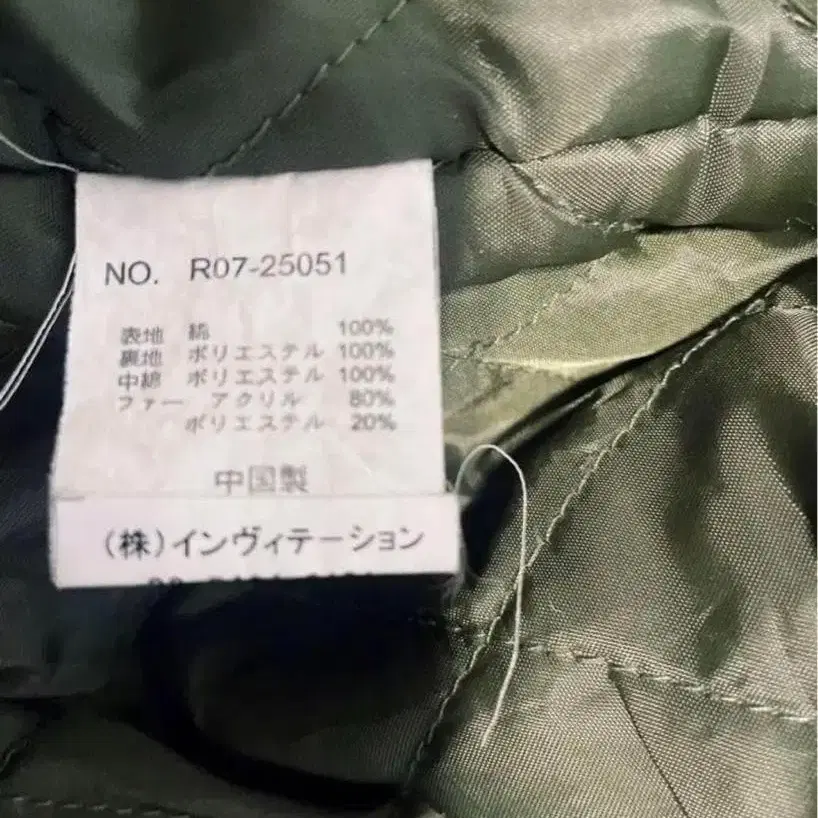 NO. R07-25051
表地 綿 100%
裏地 ポリエステル 100%
中綿 ポリエステル 100%
ファー アクリル 80%
ポリエステル 20%
中国製
(株)インヴィテーション